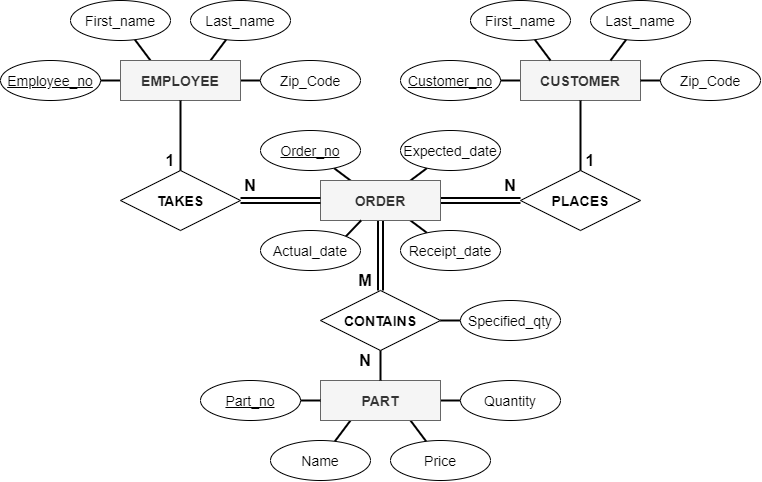 First_name
Last_name
First_name
Last_name
Employee_no
EMPLOYEE
Zip_Code
Customer_no
CUSTOMER
Zip_Code
1
Order_no
Expected_date
1
TAKES
N
ORDER
N
PLACES
Actual_date
Receipt_date
M
CONTAINS
Specified_qty
N
Part_no
PART
Quantity
Name
Price